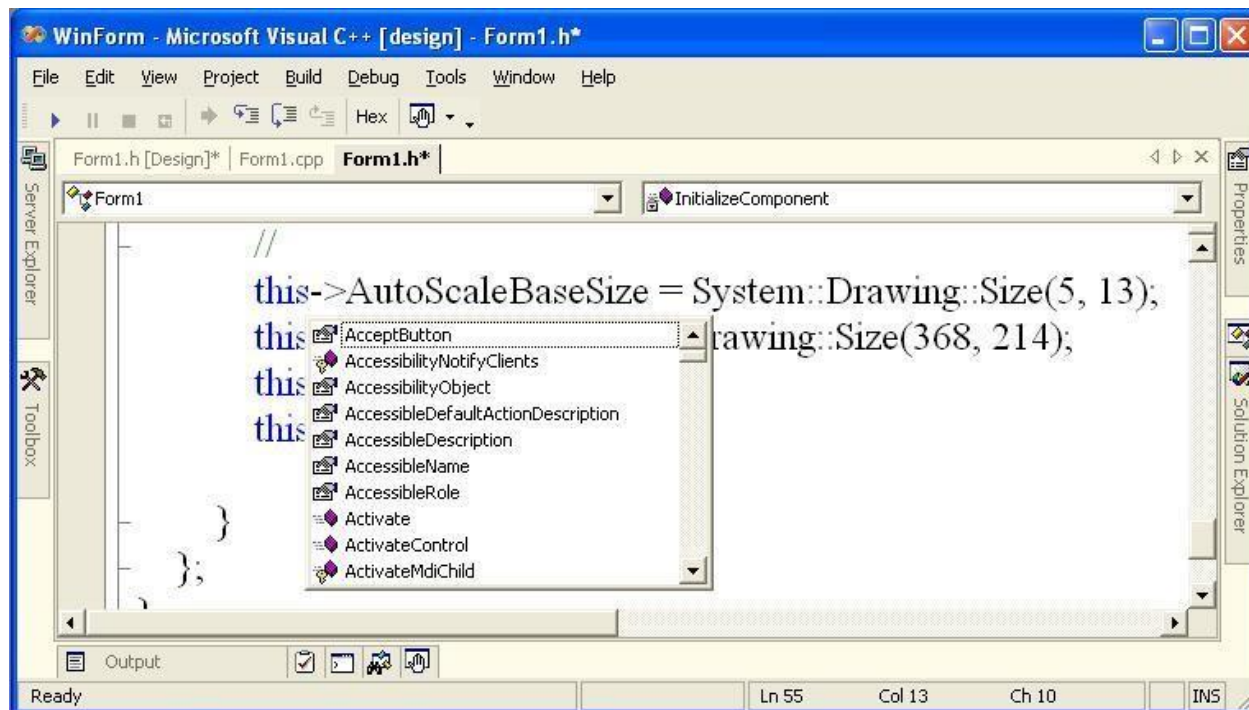 WinForm - Microsoft Visual C++ [design] - Form1.h*
File Edit View Project Build Debug Tools Window Help
Hex
Form1.h [Design]* Form1.cpp Form1.h*
Form1 InitializeComponent
Server Explorer
Toolbox
//
this->AutoScaleBaseSize = System::Drawing::Size(5, 13);
this rawing::Size(368, 214);
this
this
}
};
AcceptButton
AccessibilityNotifyClients
AccessibilityObject
AccessibleDefaultActionDescription
AccessibleDescription
AccessibleName
AccessibleRole
Activate
ActivateControl
ActivateMdiChild
Properties
Solution Explorer
Output
Ready Ln 55 Col 13 Ch 10 INS